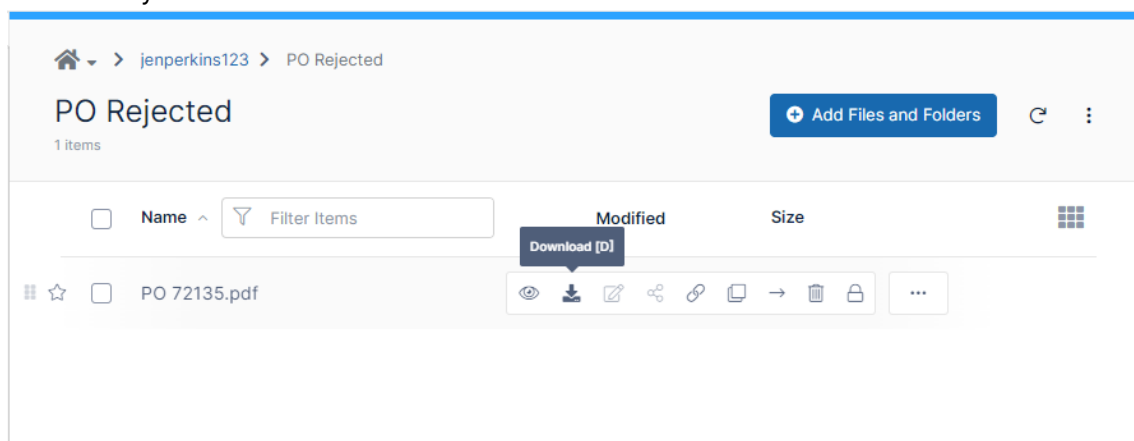 jenperkins123 > PO Rejected
PO Rejected
Add Files and Folders
1 items
Name
Filter Items
Modified
Size
Download [D]
PO 72135.pdf